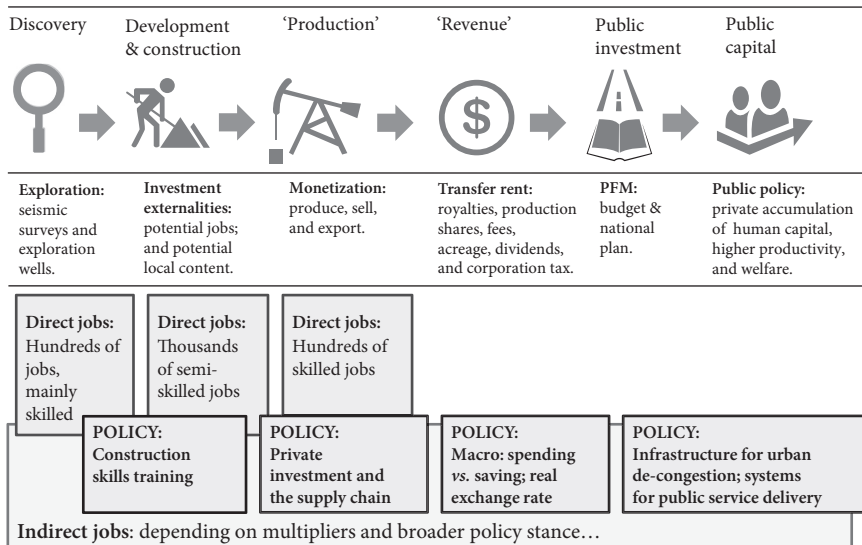 Discovery
Development
& construction
'Production'
'Revenue'
Public
investment
Public
capital
$
Exploration:
seismic
surveys and
exploration
wells.
Investment
externalities:
potential jobs;
and potential
local content.
Monetization:
produce, sell,
and export.
Transfer rent:
royalties, production
shares, fees,
acreage, dividends,
and corporation tax.
PFM:
budget &
national
plan.
Public policy:
private accumulation
of human capital,
higher productivity,
and welfare.
Direct jobs:
Hundreds of
jobs,
mainly
skilled
Direct jobs:
Thousands
of semi-
skilled jobs
Direct jobs:
Hundreds of
skilled jobs
POLICY:
Construction
skills training
POLICY:
Private
investment and
the supply chain
POLICY:
Macro: spending
vs. saving; real
exchange rate
POLICY:
Infrastructure for urban
de-congestion; systems
for public service delivery
Indirect jobs: depending on multipliers and broader policy stance…